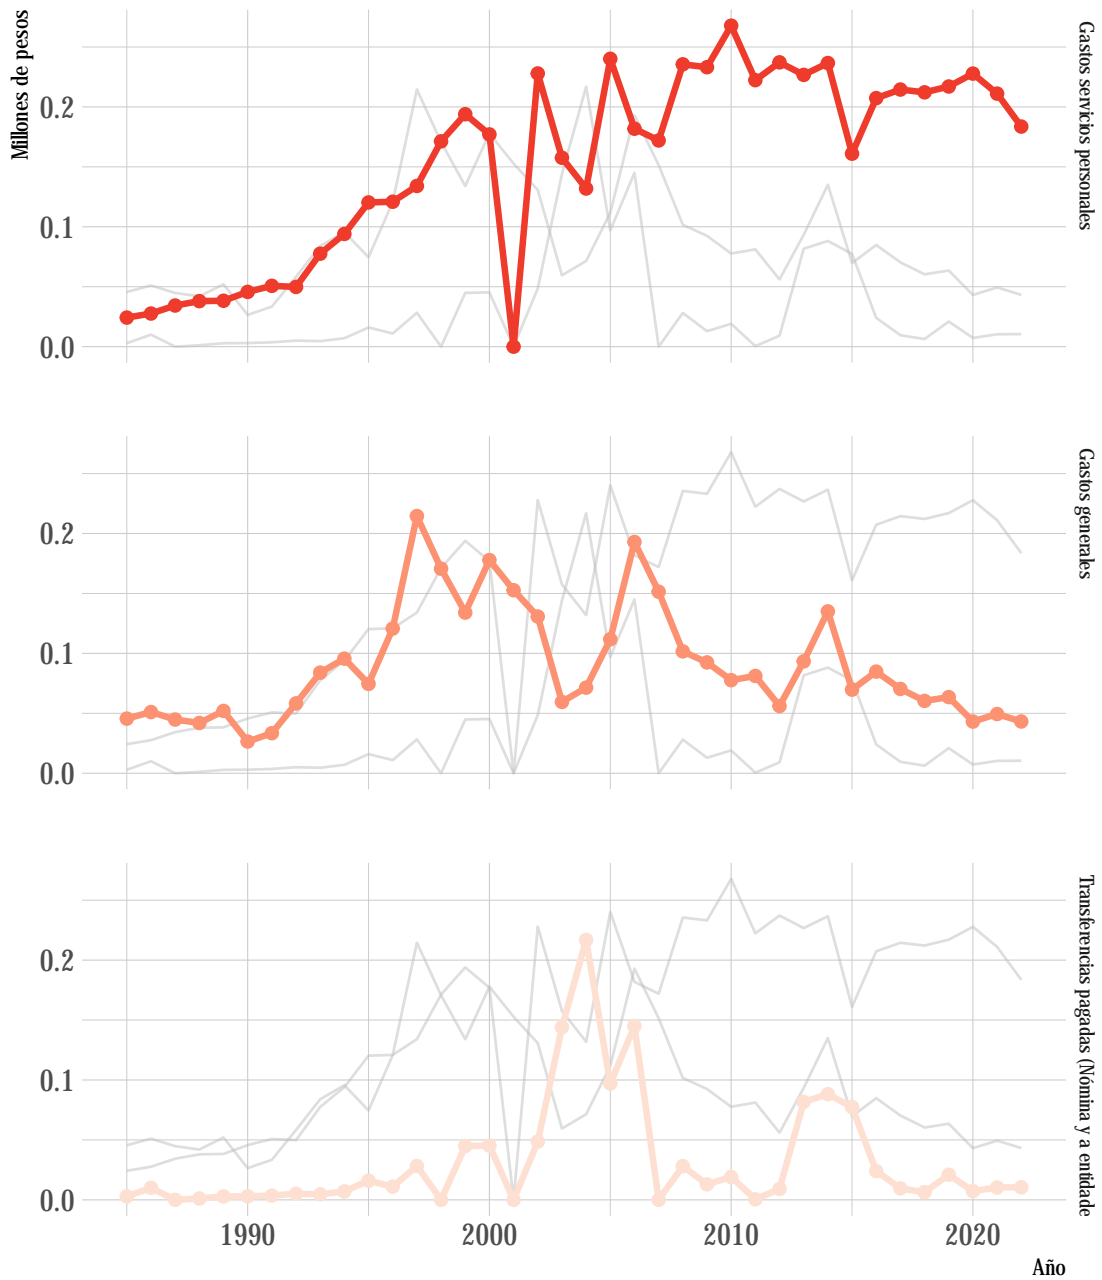 Millones de pesos
Gastos servicios personales
0.2
0.1
0.0
Gastos generales
0.2
0.1
0.0
Transferencias pagadas (Nómina y a entidade
0.2
0.1
0.0
1990
2000
2010
2020
Año